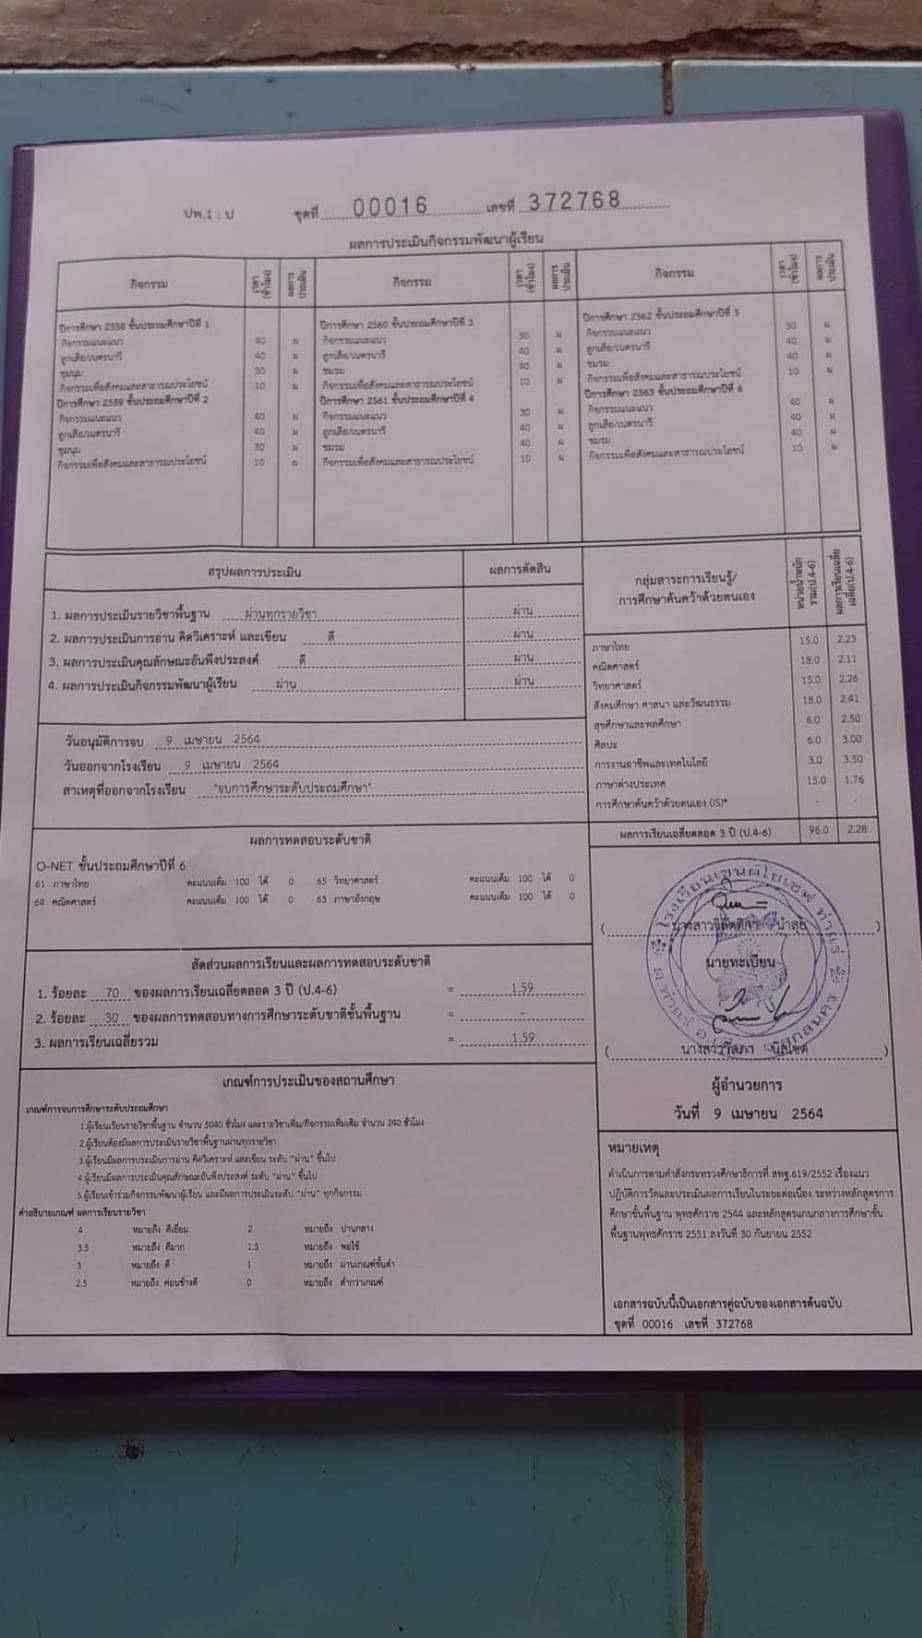 ปพ.1 : ป ชุดที่ 00016 เลขที่ 372768
ผลการประเมินกิจกรรมพัฒนาผู้เรียน
กิจกรรม เวลา (ชั่วโมง) ผลการประเมิน กิจกรรม เวลา (ชั่วโมง) ผลการประเมิน กิจกรรม เวลา (ชั่วโมง) ผลการประเมิน
ปีการศึกษา 2558 ชั้นประถมศึกษาปีที่ 1
กิจกรรมแนะแนว 40 ผ
ลูกเสือ/เนตรนารี 40 ผ
ชุมนุม 30 ผ
กิจกรรมเพื่อสังคมและสาธารณประโยชน์ 10 ผ
ปีการศึกษา 2559 ชั้นประถมศึกษาปีที่ 2
กิจกรรมแนะแนว 40 ผ
ลูกเสือ/เนตรนารี 40 ผ
ชุมนุม 30 ผ
กิจกรรมเพื่อสังคมและสาธารณประโยชน์ 10 ผ
ปีการศึกษา 2560 ชั้นประถมศึกษาปีที่ 3
กิจกรรมแนะแนว 30 ผ
ลูกเสือ/เนตรนารี 40 ผ
ชมรม 40 ผ
กิจกรรมเพื่อสังคมและสาธารณประโยชน์ 10 ผ
ปีการศึกษา 2561 ชั้นประถมศึกษาปีที่ 4
กิจกรรมแนะแนว 30 ผ
ลูกเสือ/เนตรนารี 40 ผ
ชมรม 40 ผ
กิจกรรมเพื่อสังคมและสาธารณประโยชน์ 10 ผ
ปีการศึกษา 2562 ชั้นประถมศึกษาปีที่ 5
กิจกรรมแนะแนว 30 ผ
ลูกเสือ/เนตรนารี 40 ผ
ชมรม 40 ผ
กิจกรรมเพื่อสังคมและสาธารณประโยชน์ 10 ผ
ปีการศึกษา 2563 ชั้นประถมศึกษาปีที่ 6
กิจกรรมแนะแนว 40 ผ
ลูกเสือ/เนตรนารี 40 ผ
ชมรม 40 ผ
กิจกรรมเพื่อสังคมและสาธารณประโยชน์ 10 ผ
สรุปผลการประเมิน ผลการตัดสิน
1. ผลการประเมินรายวิชาพื้นฐาน ผ่านทุกรายวิชา ผ่าน
2. ผลการประเมินการอ่าน คิดวิเคราะห์ และเขียน ดี ผ่าน
3. ผลการประเมินคุณลักษณะอันพึงประสงค์ ดี ผ่าน
4. ผลการประเมินกิจกรรมพัฒนาผู้เรียน ผ่าน ผ่าน
วันอนุมัติการจบ 9 เมษายน 2564
วันออกจากโรงเรียน 9 เมษายน 2564
สาเหตุที่ออกจากโรงเรียน "จบการศึกษาระดับประถมศึกษา"
กลุ่มสาระการเรียนรู้/
การศึกษาค้นคว้าด้วยตนเอง
ภาษาไทย 15.0 2.23
คณิตศาสตร์ 18.0 2.11
วิทยาศาสตร์ 15.0 2.26
สังคมศึกษา ศาสนา และวัฒนธรรม 18.0 2.41
สุขศึกษาและพลศึกษา 6.0 2.50
ศิลปะ 6.0 3.00
การงานอาชีพและเทคโนโลยี 3.0 3.50
ภาษาต่างประเทศ 15.0 1.76
การศึกษาค้นคว้าด้วยตนเอง (IS)* - -
ผลการเรียนเฉลี่ยตลอด 3 ปี (ป.4-6) 96.0 2.28
ผลการทดสอบระดับชาติ
O-NET ชั้นประถมศึกษาปีที่ 6
61 ภาษาไทย คะแนนเต็ม 100 ได้ 0 65 วิทยาศาสตร์ คะแนนเต็ม 100 ได้ 0
64 คณิตศาสตร์ คะแนนเต็ม 100 ได้ 0 63 ภาษาอังกฤษ คะแนนเต็ม 100 ได้ 0
สัดส่วนผลการเรียนและผลการทดสอบระดับชาติ
1. ร้อยละ 70 ของผลการเรียนเฉลี่ยตลอด 3 ปี (ป.4-6) = 1.59
2. ร้อยละ 30 ของผลการทดสอบทางการศึกษาระดับชาติขั้นพื้นฐาน = -
3. ผลการเรียนเฉลี่ยรวม = 1.59
นายทะเบียน
ผู้อำนวยการ
วันที่ 9 เมษายน 2564
เกณฑ์การประเมินของสถานศึกษา
เกณฑ์การจบการศึกษาระดับประถมศึกษา
1.ผู้เรียนเรียนรายวิชาพื้นฐาน จำนวน 5040 ชั่วโมง และรายวิชาเพิ่ม/กิจกรรมเพิ่มเติม จำนวน 240 ชั่วโมง
2.ผู้เรียนต้องมีผลการประเมินรายวิชาพื้นฐานผ่านทุกรายวิชา
3.ผู้เรียนมีผลการประเมินการอ่าน คิดวิเคราะห์ และเขียน ระดับ "ผ่าน" ขึ้นไป
4.ผู้เรียนมีผลการประเมินคุณลักษณะอันพึงประสงค์ ระดับ "ผ่าน" ขึ้นไป
5.ผู้เรียนเข้าร่วมกิจกรรมพัฒนาผู้เรียน และมีผลการประเมินระดับ "ผ่าน" ทุกกิจกรรม
คำอธิบายเกณฑ์ ผลการเรียนรายวิชา
4 หมายถึง ดีเยี่ยม 2 หมายถึง ปานกลาง
3.5 หมายถึง ดีมาก 1.5 หมายถึง พอใช้
3 หมายถึง ดี 1 หมายถึง ผ่านเกณฑ์ขั้นต่ำ
2.5 หมายถึง ค่อนข้างดี 0 หมายถึง ต่ำกว่าเกณฑ์
หมายเหตุ
ดำเนินการตามคำสั่งกระทรวงศึกษาธิการที่ สพฐ.619/2552 เรื่องแนว
ปฏิบัติการวัดและประเมินผลการเรียนในระยะต่อเนื่อง ระหว่างหลักสูตรการ
ศึกษาขั้นพื้นฐาน พุทธศักราช 2544 และหลักสูตรแกนกลางการศึกษาขั้น
พื้นฐานพุทธศักราช 2551 ลงวันที่ 30 กันยายน 2552
เอกสารฉบับนี้เป็นเอกสารคู่ฉบับของเอกสารต้นฉบับ
ชุดที่ 00016 เลขที่ 372768